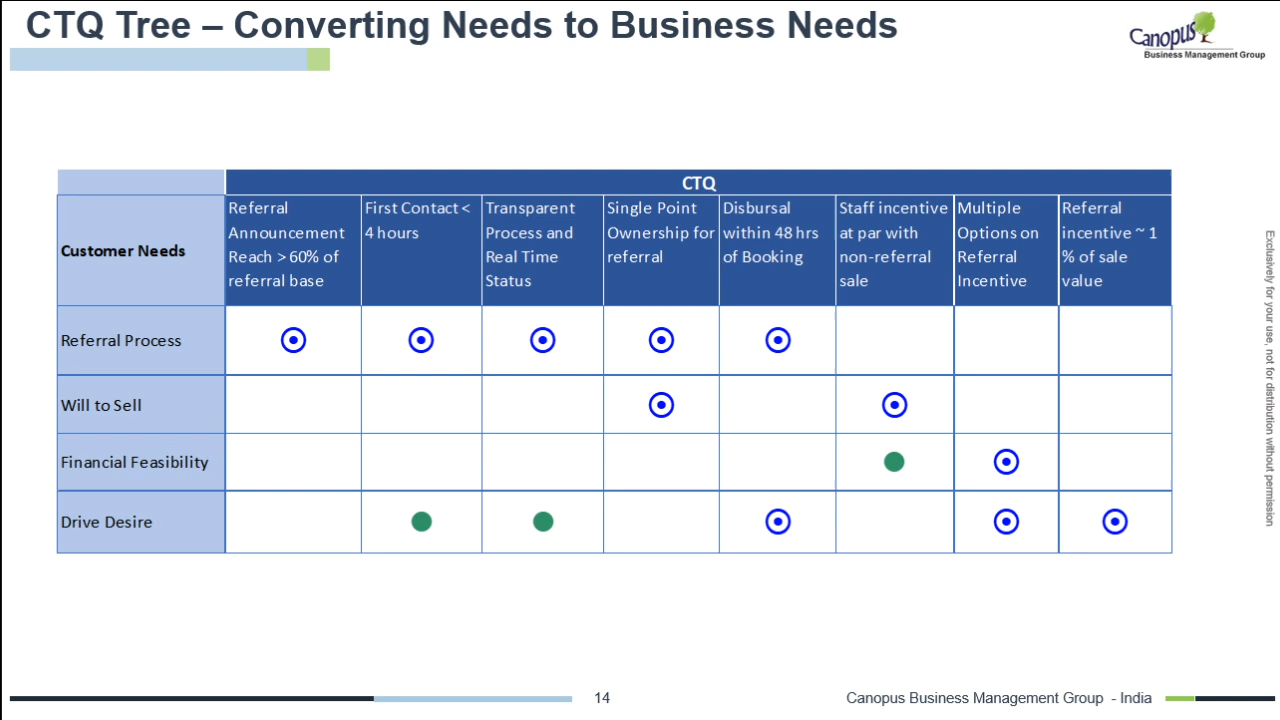 CTQ Tree – Converting Needs to Business Needs
Canopus
Business Management Group
CTQ
Customer Needs
Referral
Announcement
Reach > 60% of
referral base
First Contact <
4 hours
Transparent
Process and
Real Time
Status
Single Point
Ownership for
referral
Disbursal
within 48 hrs
of Booking
Staff incentive
at par with
non-referral
sale
Multiple
Options on
Referral
Incentive
Referral
incentive ~ 1
% of sale
value
Referral Process
Will to Sell
Financial Feasibility
Drive Desire
Exclusively for your use, not for distribution without permission
14
Canopus Business Management Group - India